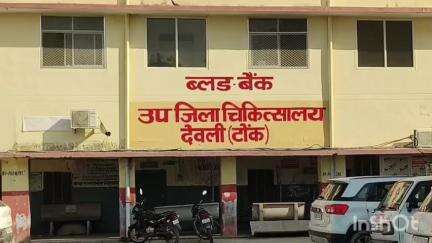 ब्लड-बैंक
उप जिला चिकित्सालय
देवली (टोंक)
InShOt